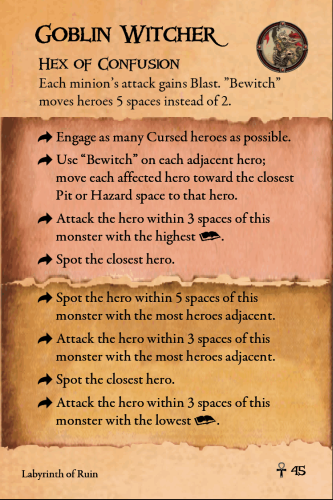 Goblin Witcher
Hex of Confusion
Each minion's attack gains Blast. "Bewitch"
moves heroes 5 spaces instead of 2.
Engage as many Cursed heroes as possible.
Use “Bewitch” on each adjacent hero;
move each affected hero toward the closest
Pit or Hazard space to that hero.
Attack the hero within 3 spaces of this
monster with the highest .
Spot the closest hero.
Spot the hero within 5 spaces of this
monster with the most heroes adjacent.
Attack the hero within 3 spaces of this
monster with the most heroes adjacent.
Spot the closest hero.
Attack the hero within 3 spaces of this
monster with the lowest .
Labyrinth of Ruin
☥ 45